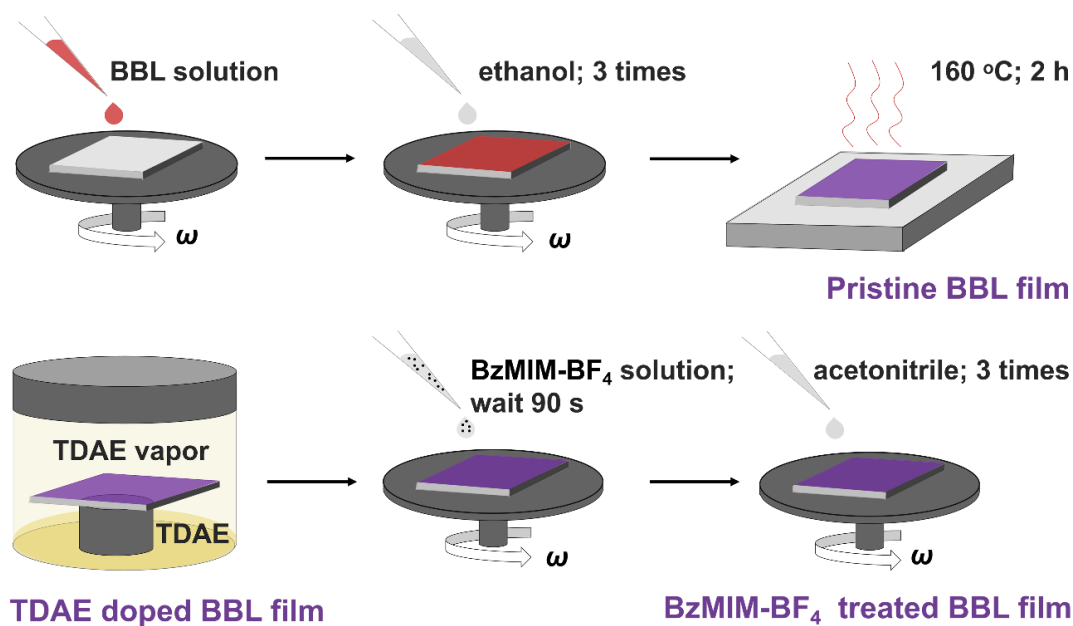 BBL solution
ethanol; 3 times
160 °C; 2 h
ω
ω
Pristine BBL film
BzMIM-BF₄ solution;
wait 90 s
acetonitrile; 3 times
TDAE vapor
TDAE
ω
ω
TDAE doped BBL film
BzMIM-BF₄ treated BBL film